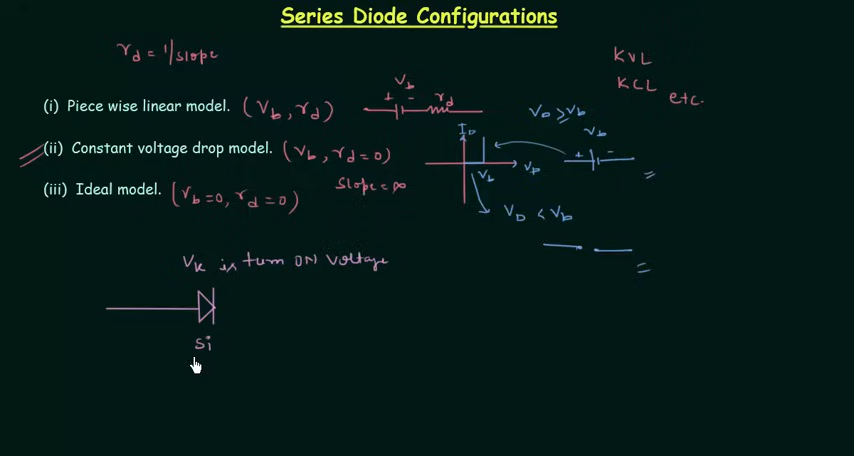 Series Diode Configurations
rd = 1/slope
KVL
KCL
etc.
(i) Piece wise linear model. (Vb, rd)
+ Vb - rd
VD ≥ Vb
(ii) Constant voltage drop model. (Vb, rd=0)
ID
VD
Vb
Vb
+ -
=
Slope = ∞
(iii) Ideal model. (Vb=0, rd=0)
VD < Vb
=
VK is turn ON voltage
Si